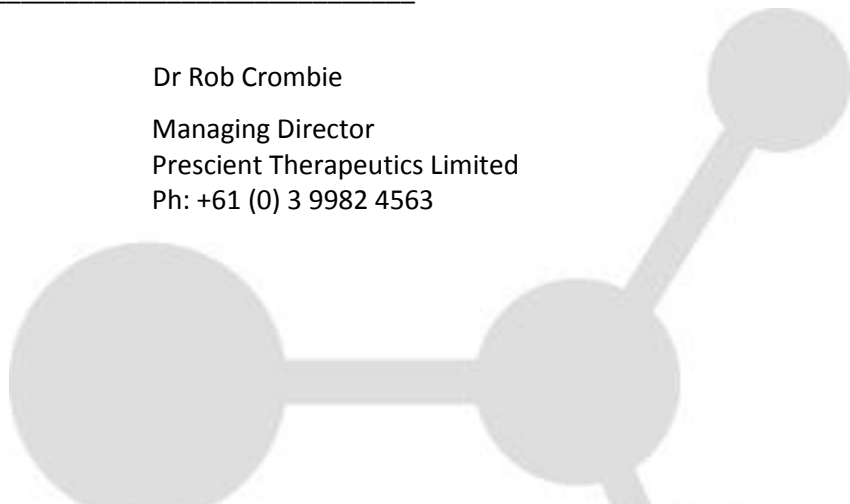 Dr Rob Crombie
Managing Director
Prescient Therapeutics Limited
Ph: +61 (0) 3 9982 4563